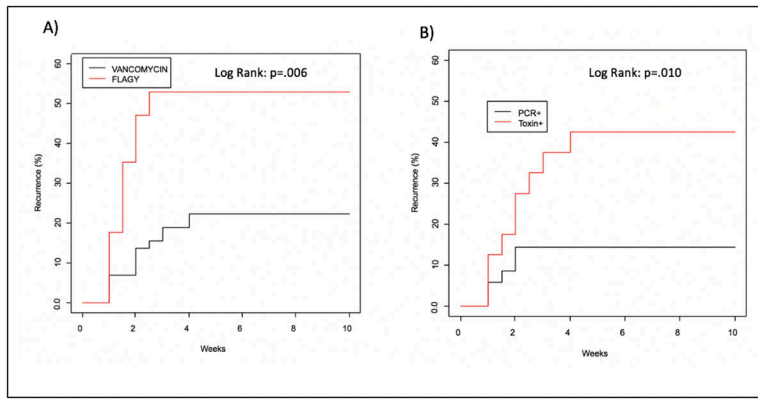 A)
VANCOMYCIN
FLAGY
Log Rank: p=.006
Recurrence (%)
60
50
40
30
20
10
0.0
0
2
4
6
8
10
Weeks
B)
Log Rank: p=.010
PCR+
Toxin+
Recurrence (%)
60
50
40
30
20
10
0.0
0
2
4
6
8
10
Weeks